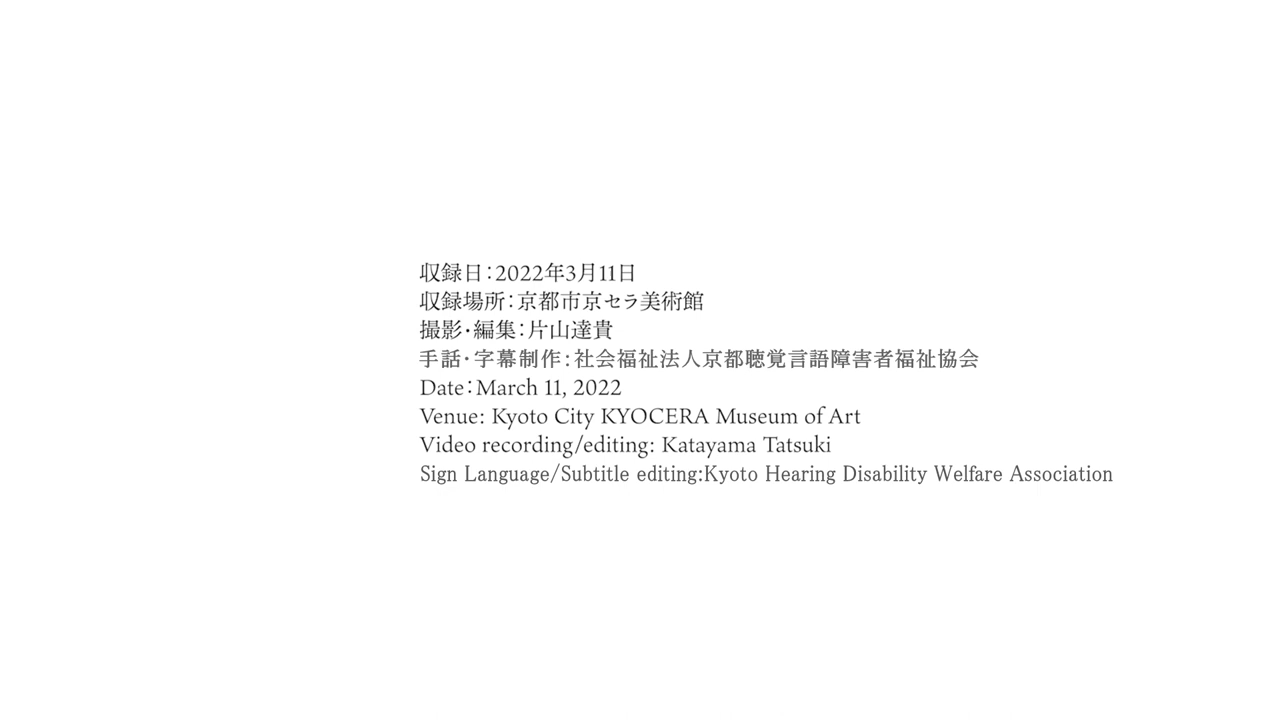 収録日：2022年3月11日
収録場所：京都市京セラ美術館
撮影・編集：片山達貴
手話・字幕制作：社会福祉法人京都聴覚言語障害者福祉協会
Date：March 11, 2022
Venue: Kyoto City KYOCERA Museum of Art
Video recording/editing: Katayama Tatsuki
Sign Language/Subtitle editing:Kyoto Hearing Disability Welfare Association